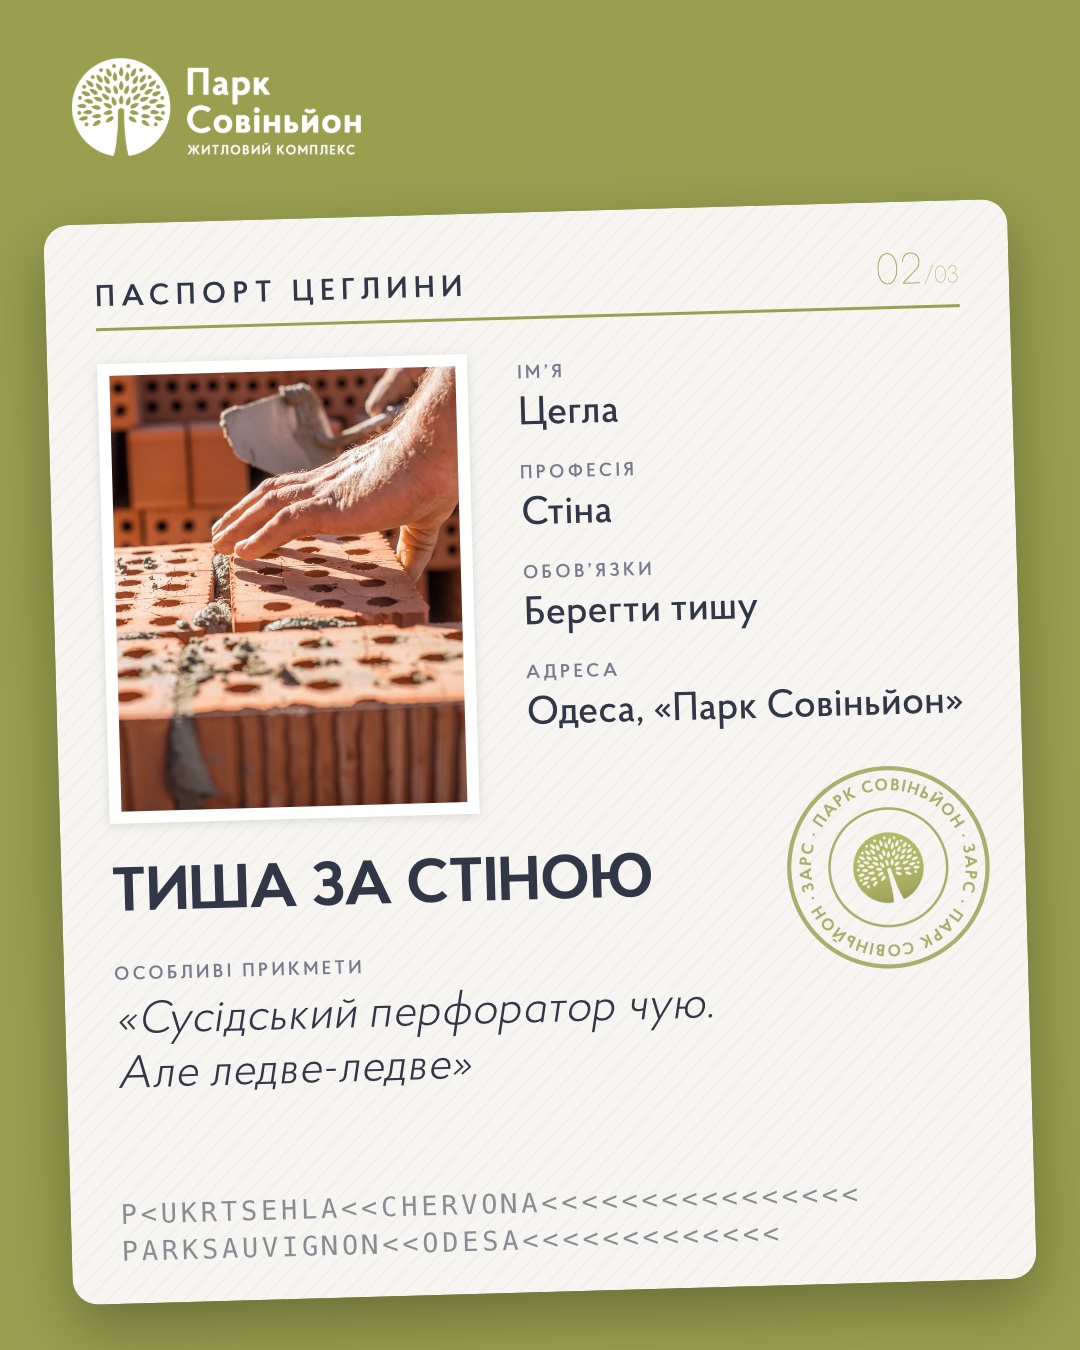 Парк
Совіньйон
ЖИТЛОВИЙ КОМПЛЕКС
ПАСПОРТ ЦЕГЛИНИ
02/03
ІМ’Я
Цегла
ПРОФЕСІЯ
Стіна
ОБОВ’ЯЗКИ
Берегти тишу
АДРЕСА
Одеса, «Парк Совіньйон»
ЗАРС · ПАРК СОВІНЬЙОН · ЗАРС · ПАРК СОВІНЬЙОН ·
ТИША ЗА СТІНОЮ
ОСОБЛИВІ ПРИКМЕТИ
«Сусідський перфоратор чую.
Але ледве-ледве»
P<UKRTSEHLA<<CHERVONA<<<<<<<<<<<<<<<<
PARKSAUVIGNON<<ODESA<<<<<<<<<<<<<